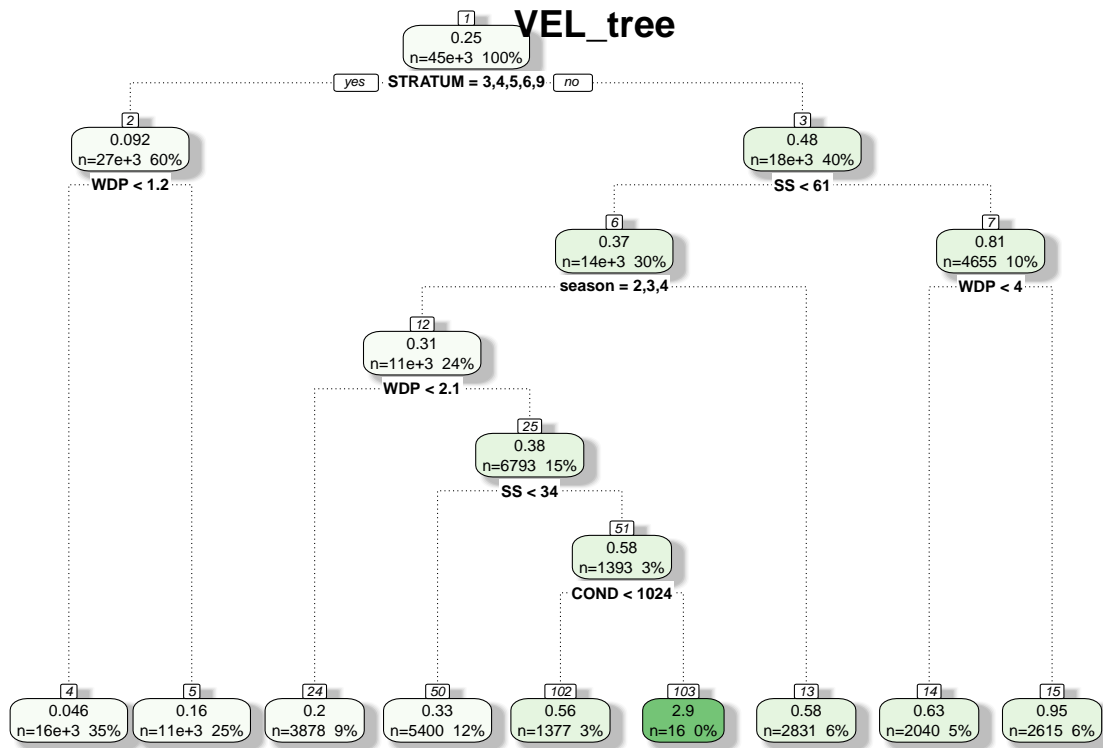 VEL_tree
1
0.25
n=45e+3 100%
yes STRATUM = 3,4,5,6,9 no
2
0.092
n=27e+3 60%
WDP < 1.2
3
0.48
n=18e+3 40%
SS < 61
6
0.37
n=14e+3 30%
season = 2,3,4
7
0.81
n=4655 10%
WDP < 4
12
0.31
n=11e+3 24%
WDP < 2.1
25
0.38
n=6793 15%
SS < 34
51
0.58
n=1393 3%
COND < 1024
4
0.046
n=16e+3 35%
5
0.16
n=11e+3 25%
24
0.2
n=3878 9%
50
0.33
n=5400 12%
102
0.56
n=1377 3%
103
2.9
n=16 0%
13
0.58
n=2831 6%
14
0.63
n=2040 5%
15
0.95
n=2615 6%